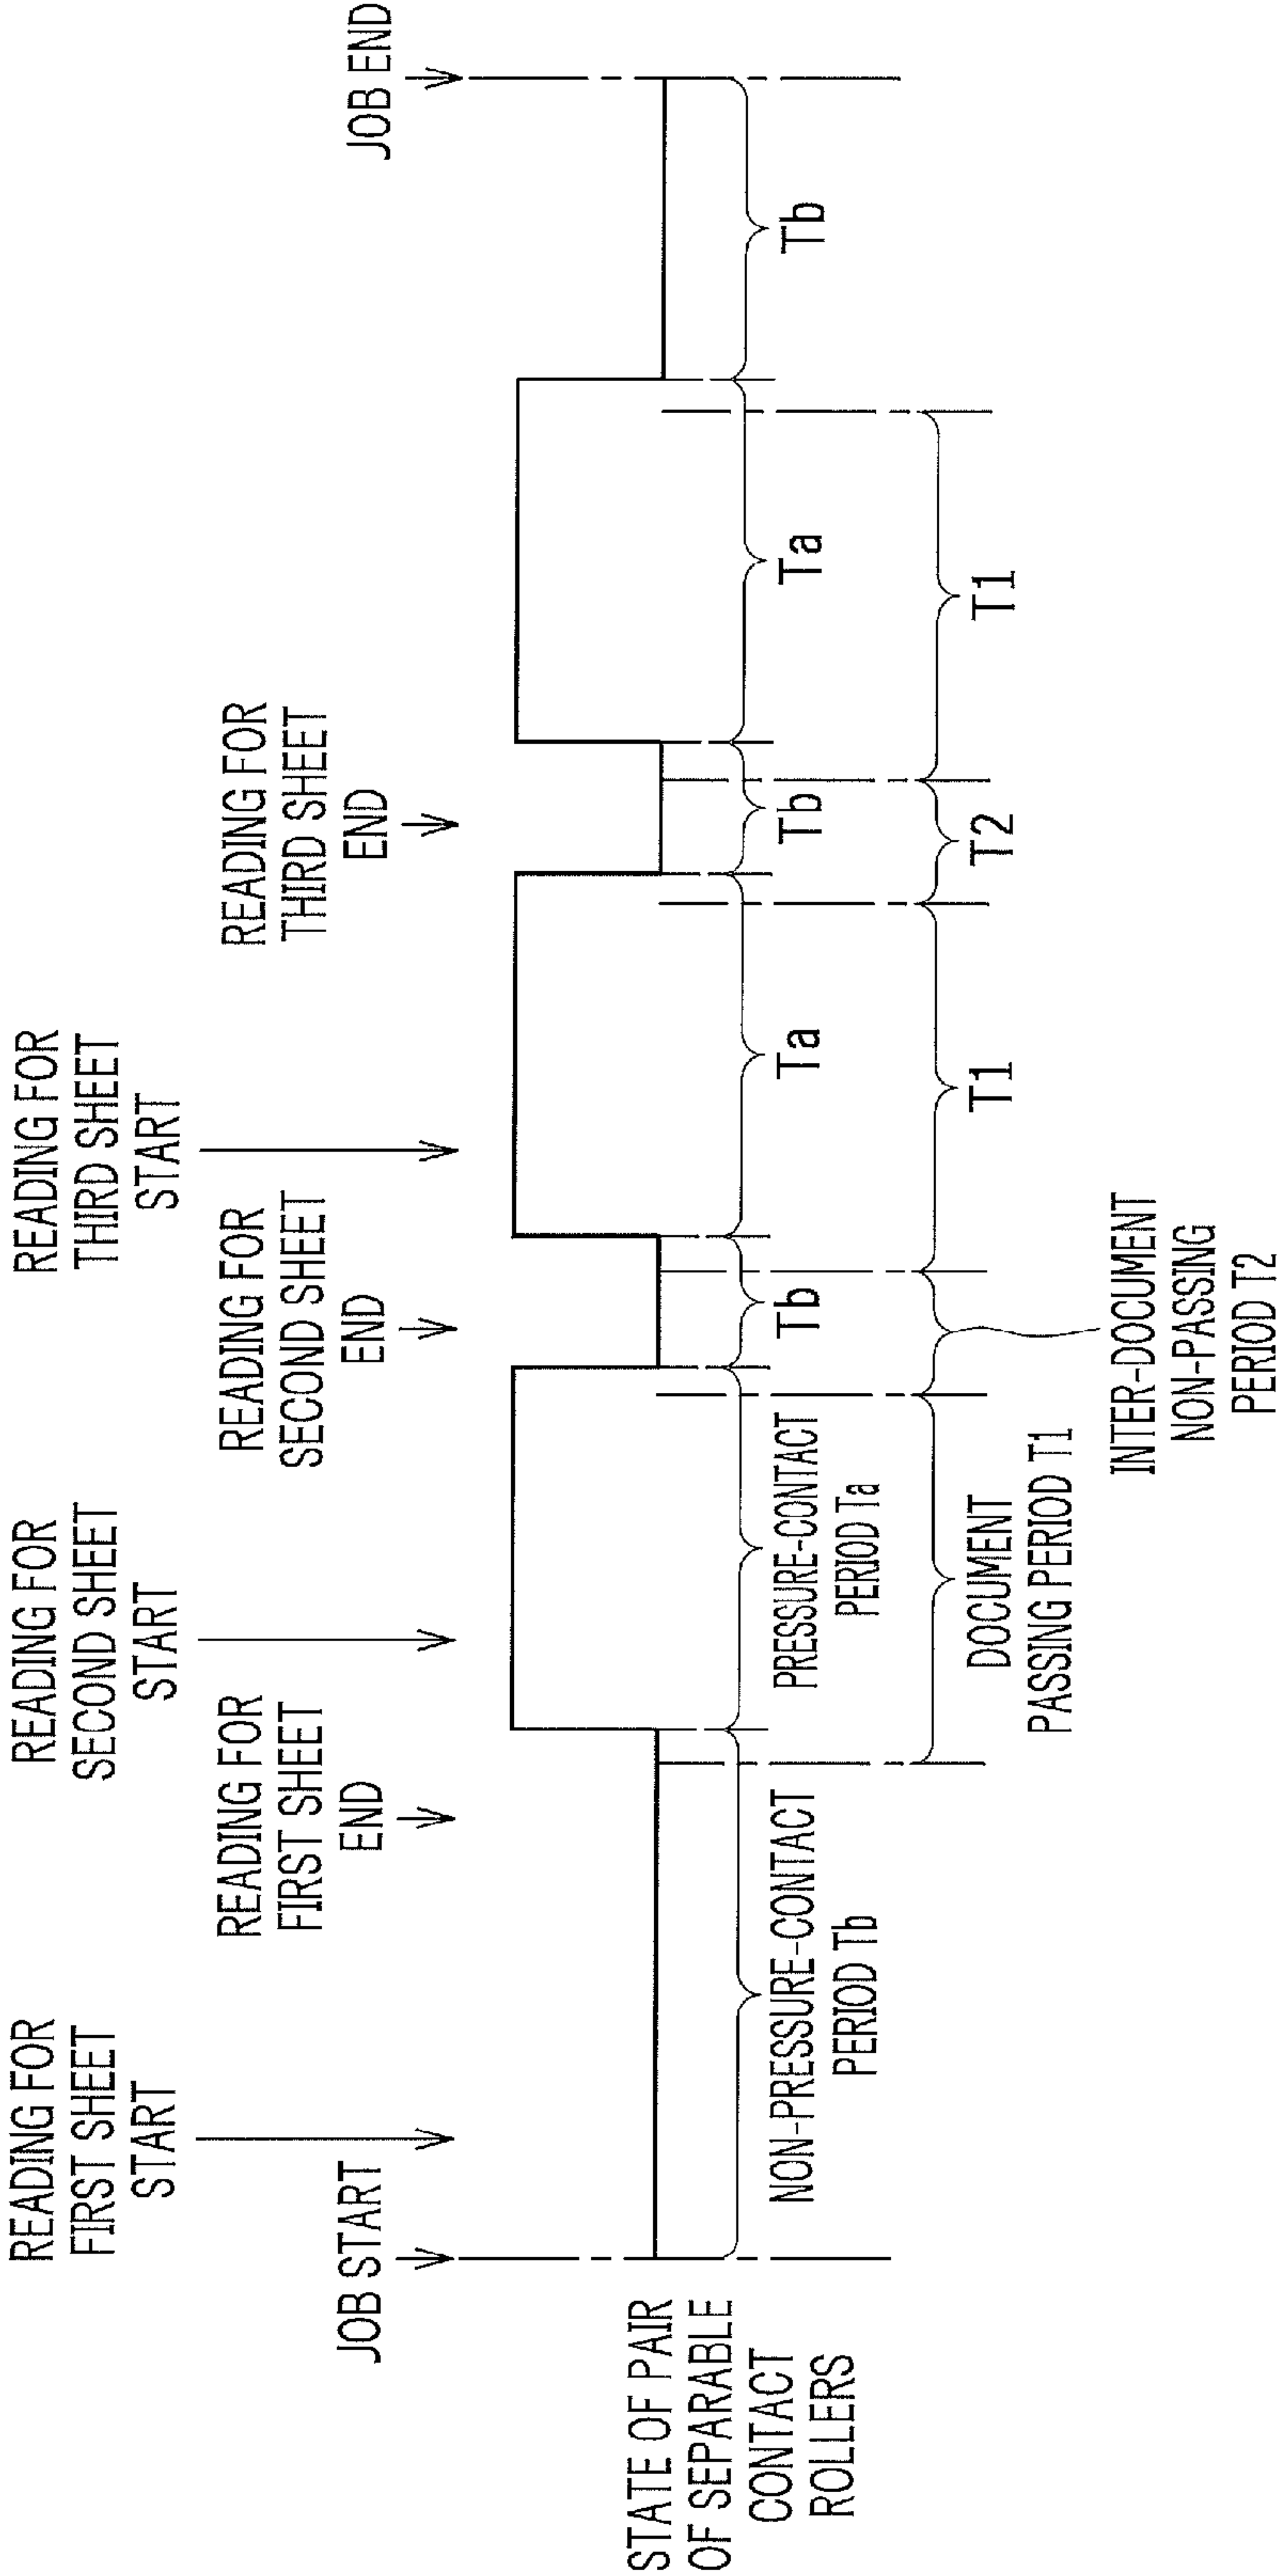 READING FOR
FIRST SHEET
START
READING FOR
SECOND SHEET
START
READING FOR
THIRD SHEET
START
READING FOR
FIRST SHEET
END
READING FOR
SECOND SHEET
END
READING FOR
THIRD SHEET
END
JOB START
JOB END
STATE OF PAIR
OF SEPARABLE
CONTACT
ROLLERS
NON-PRESSURE-CONTACT
PERIOD Tb
PRESSURE-CONTACT
PERIOD Ta
Tb
Ta
Tb
Ta
Tb
DOCUMENT
PASSING PERIOD T1
T1
T2
T1
INTER-DOCUMENT
NON-PASSING
PERIOD T2